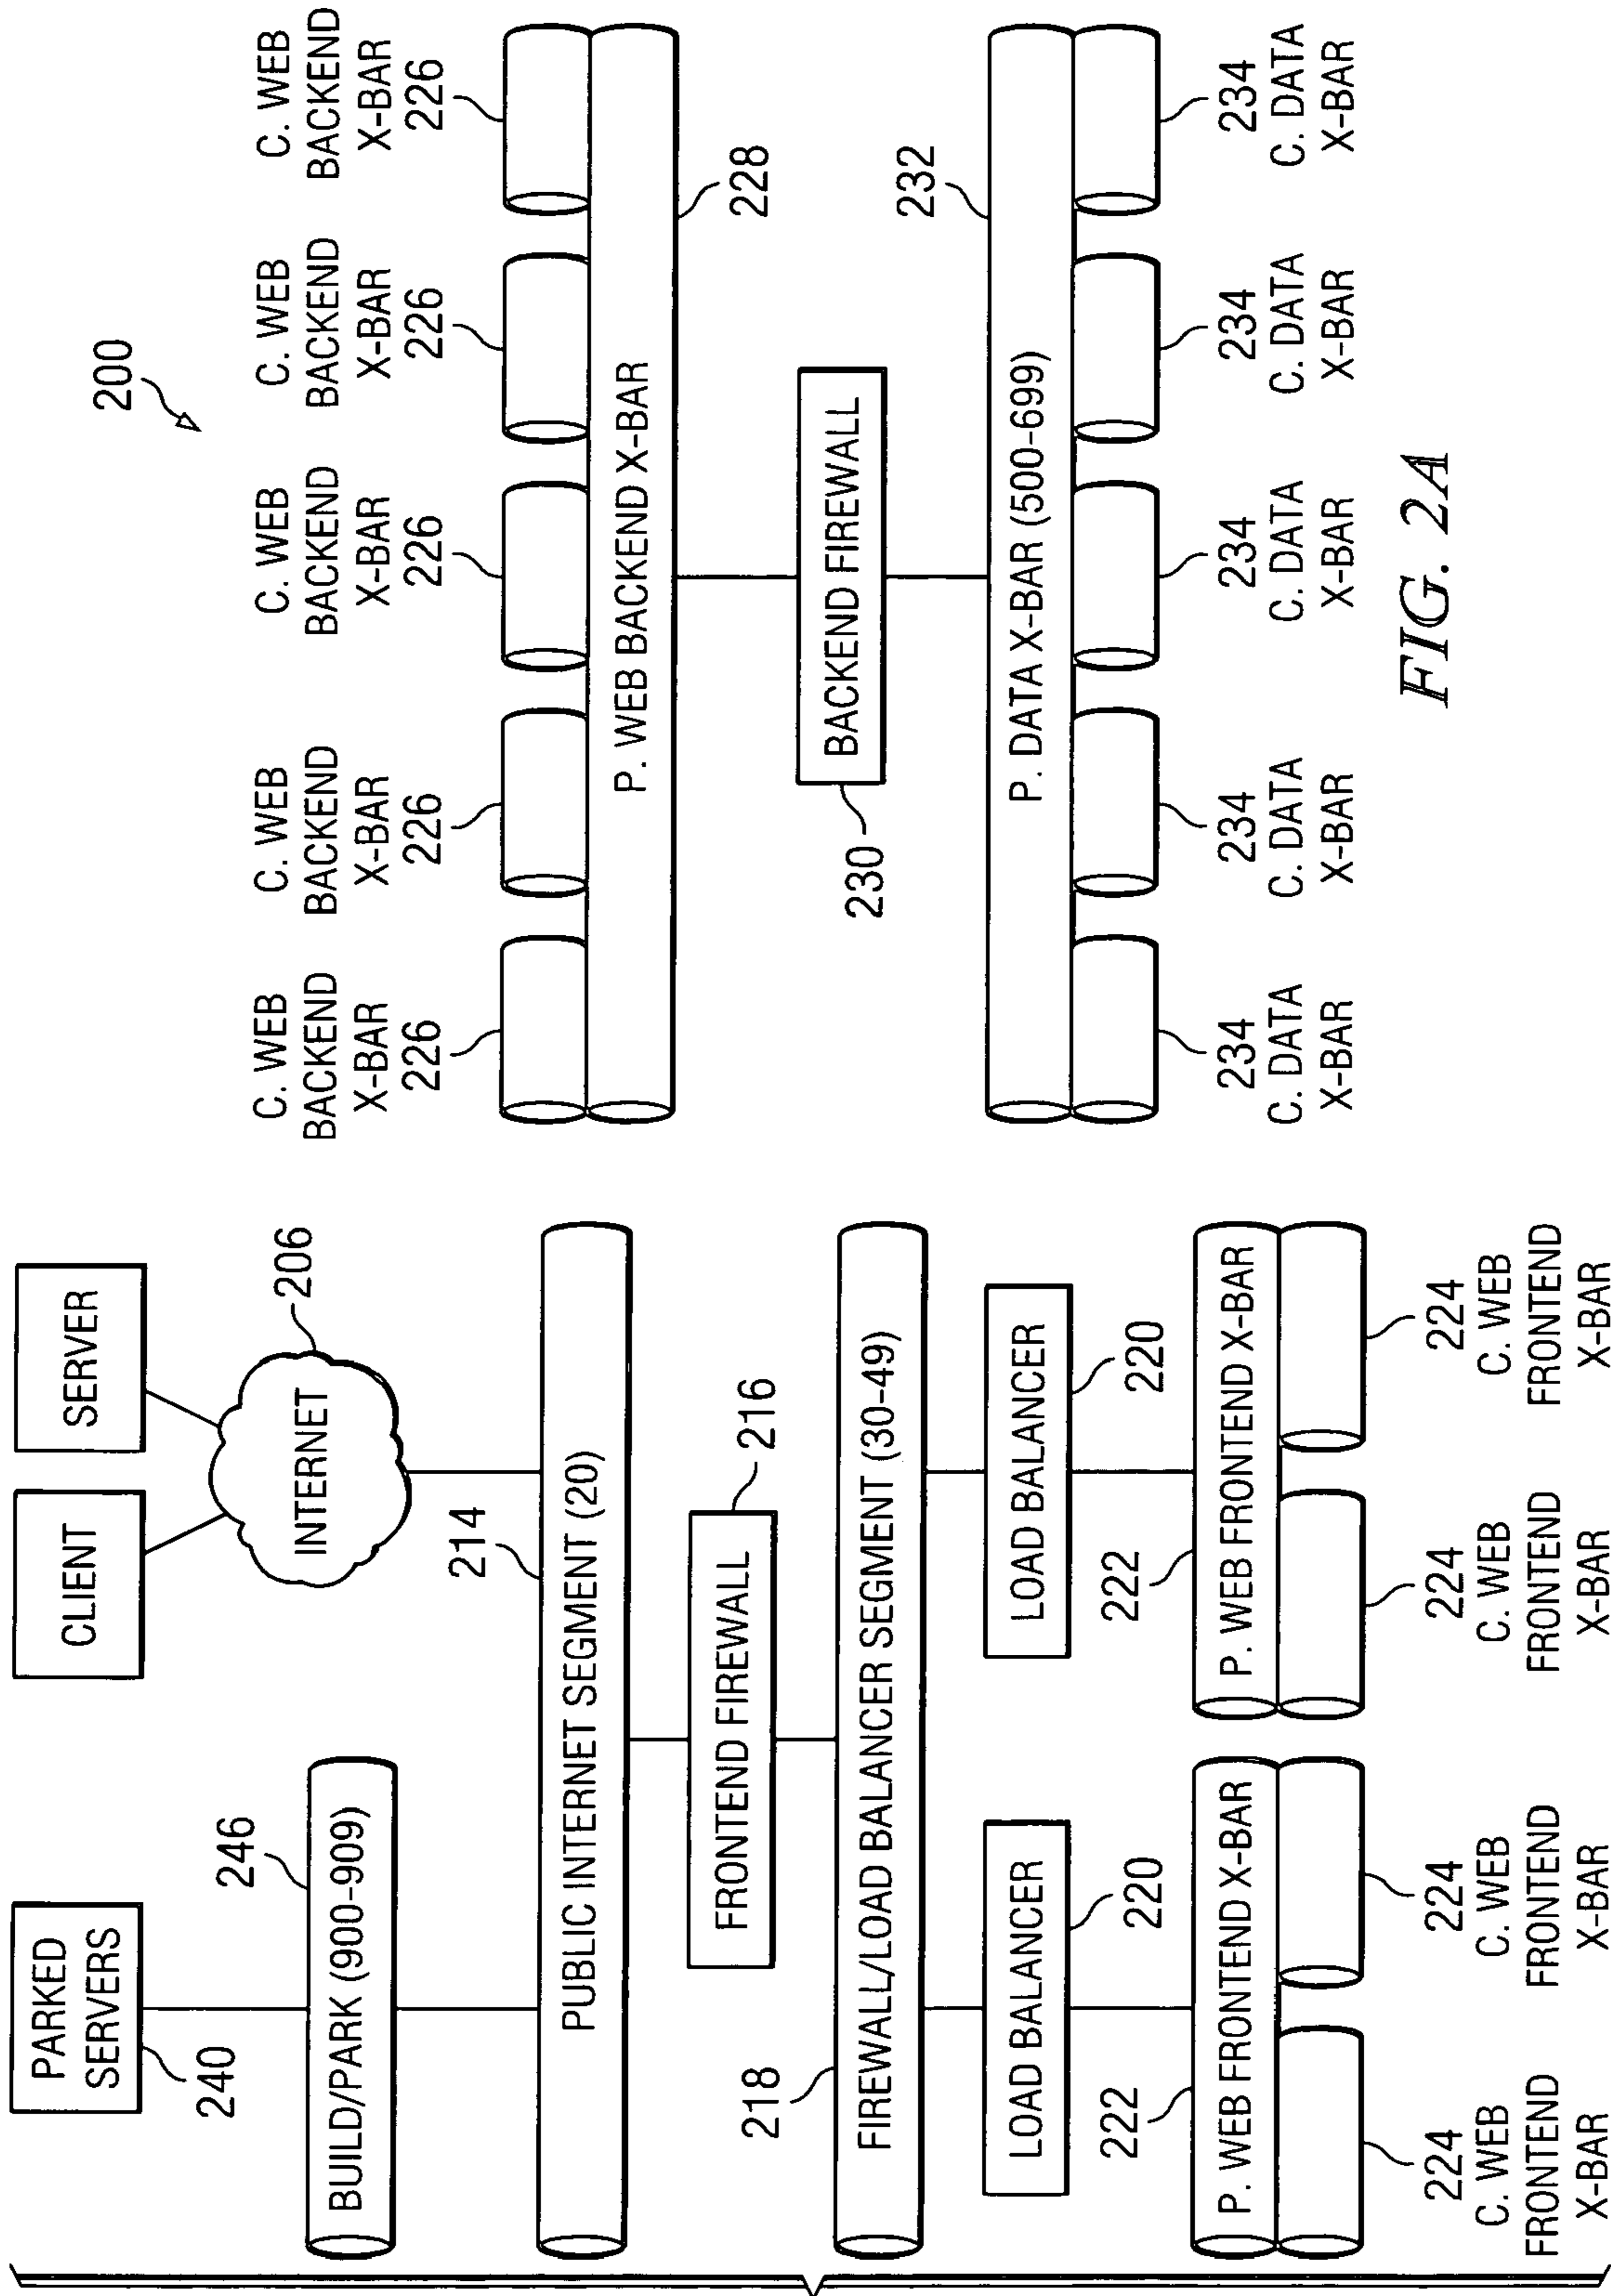 PARKED
SERVERS
240
CLIENT
SERVER
INTERNET
206
246
BUILD/PARK (900-909)
214
PUBLIC INTERNET SEGMENT (20)
FRONTEND FIREWALL
216
218
FIREWALL/LOAD BALANCER SEGMENT (30-49)
LOAD BALANCER
220
LOAD BALANCER
220
222
P. WEB FRONTEND X-BAR
222
P. WEB FRONTEND X-BAR
224
C. WEB
FRONTEND
X-BAR
224
C. WEB
FRONTEND
X-BAR
224
C. WEB
FRONTEND
X-BAR
224
C. WEB
FRONTEND
X-BAR
200
C. WEB
BACKEND
X-BAR
226
C. WEB
BACKEND
X-BAR
226
C. WEB
BACKEND
X-BAR
226
C. WEB
BACKEND
X-BAR
226
C. WEB
BACKEND
X-BAR
226
P. WEB BACKEND X-BAR
228
BACKEND FIREWALL
230
232
P. DATA X-BAR (500-699)
234
C. DATA
X-BAR
234
C. DATA
X-BAR
234
C. DATA
X-BAR
234
C. DATA
X-BAR
234
C. DATA
X-BAR
FIG. 2A